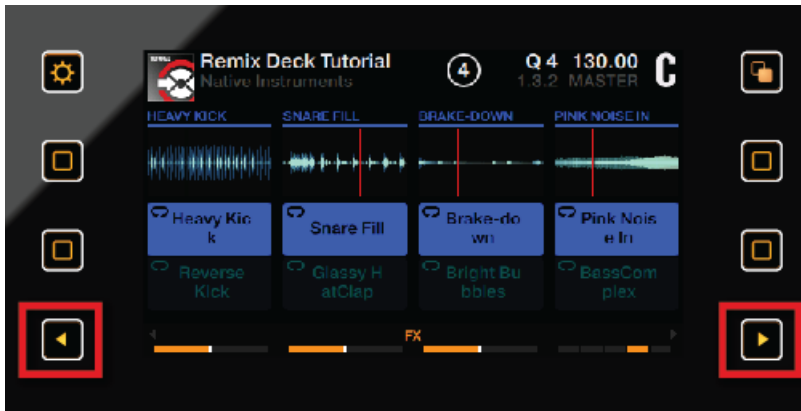 Remix Deck Tutorial
Native Instruments
4
Q 4 130.00
1.3.2 MASTER
C
HEAVY KICK
SNARE FILL
BRAKE-DOWN
PINK NOISE IN
Heavy Kic
k
Snare Fill
Brake-do
wn
Pink Nois
e In
Reverse
Kick
Glassy H
atClap
Bright Bu
bbles
BassCom
plex
FX